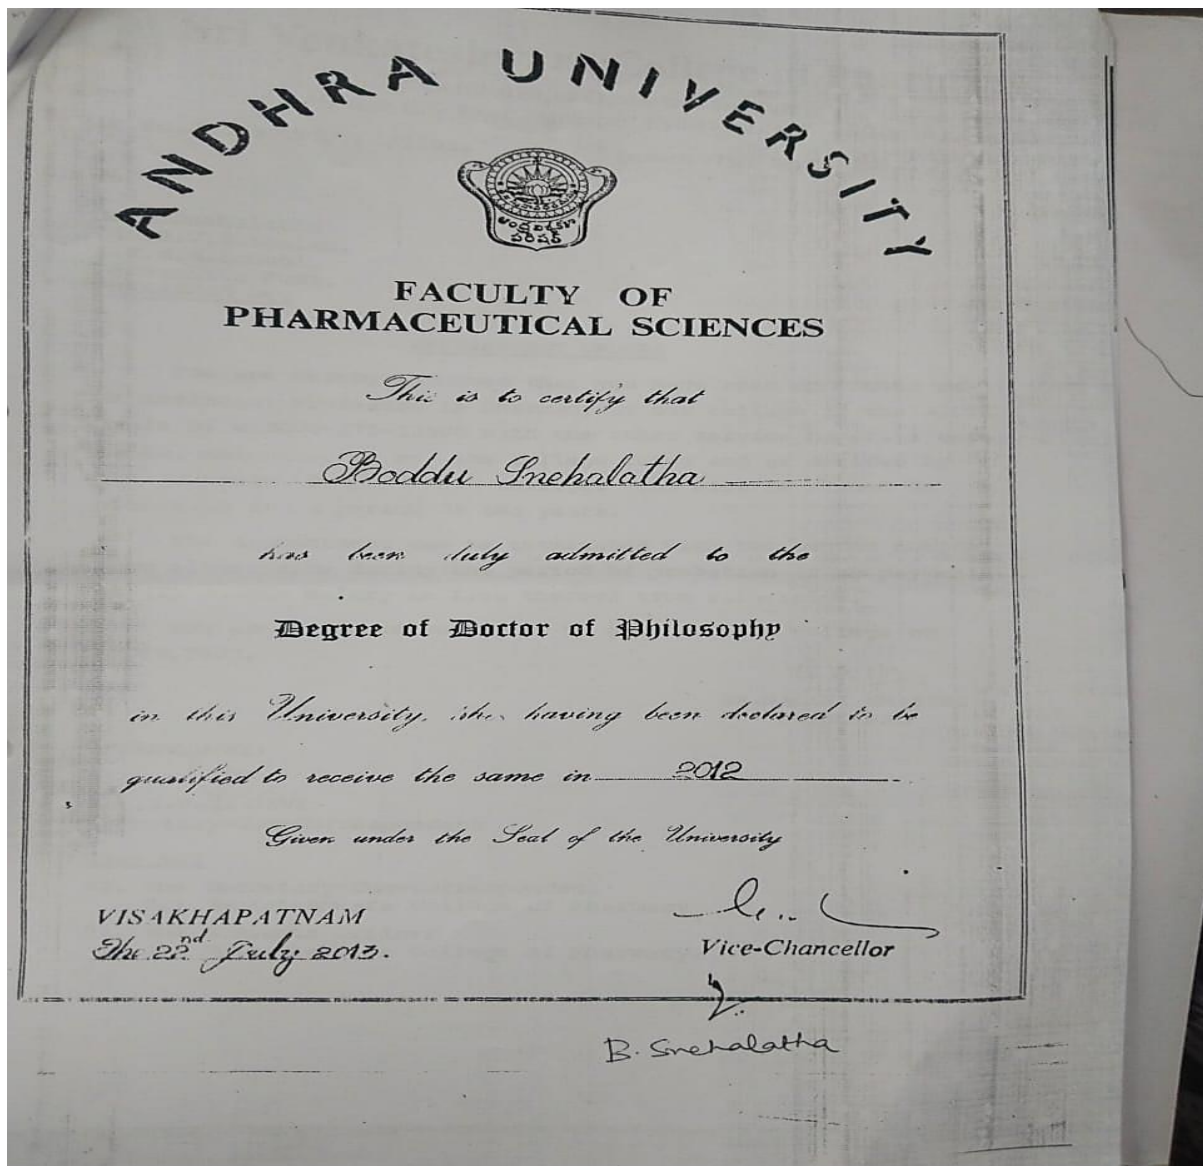 ANDHRA UNIVERSITY
FACULTY OF
PHARMACEUTICAL SCIENCES
This is to certify that
Boddu Snehalatha
has been duly admitted to the
Degree of Doctor of Philosophy
in this University, she having been declared to be
qualified to receive the same in 2012
Given under the Seal of the University
VISAKHAPATNAM
The 22nd July 2013.
Vice-Chancellor
B. Snehalatha